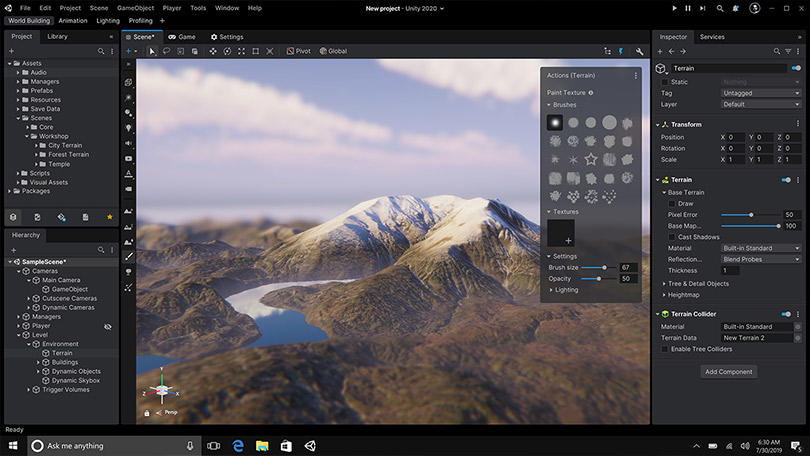 File Edit View Scene GameObject Player Tools Window Help
New project - Unity 2020
World Building Animation Lighting Profiling
Project Library
Assets
Audio
Managers
Prefabs
Resources
Save Data
Scenes
Core
Workshop
City Terrain
Forest Terrain
Temple
Scripts
Visual Assets
Packages
Hierarchy
SampleScene*
Cameras
Main Camera
GameObject
Cutscene Cameras
Dynamic Cameras
Managers
Player
Level
Environment
Terrain
Buildings
Dynamic Objects
Dynamic Skybox
Trigger Volumes
Scene* Game Settings
Pivot Global
Actions (Terrain)
Paint Texture
Brushes
Textures
Settings
Brush size 67
Opacity 50
Lighting
Y
Z X
Persp
Inspector Services
Terrain
Static Nothing
Tag Untagged
Layer Default
Transform
Position X 0 Y 0 Z 0
Rotation X 0 Y 0 Z 0
Scale X 1 Y 1 Z 1
Terrain
Base Terrain
Draw
Pixel Error 50
Base Map... 100
Cast Shadows
Material Built-in Standard
Reflection... Blend Probes
Thickness 1
Tree & Detail Objects
Heightmap
Terrain Collider
Material Built-in Standard
Terrain Data New Terrain 2
Enable Tree Colliders
Add Component
Ready
Ask me anything
6:30 AM
7/30/2019